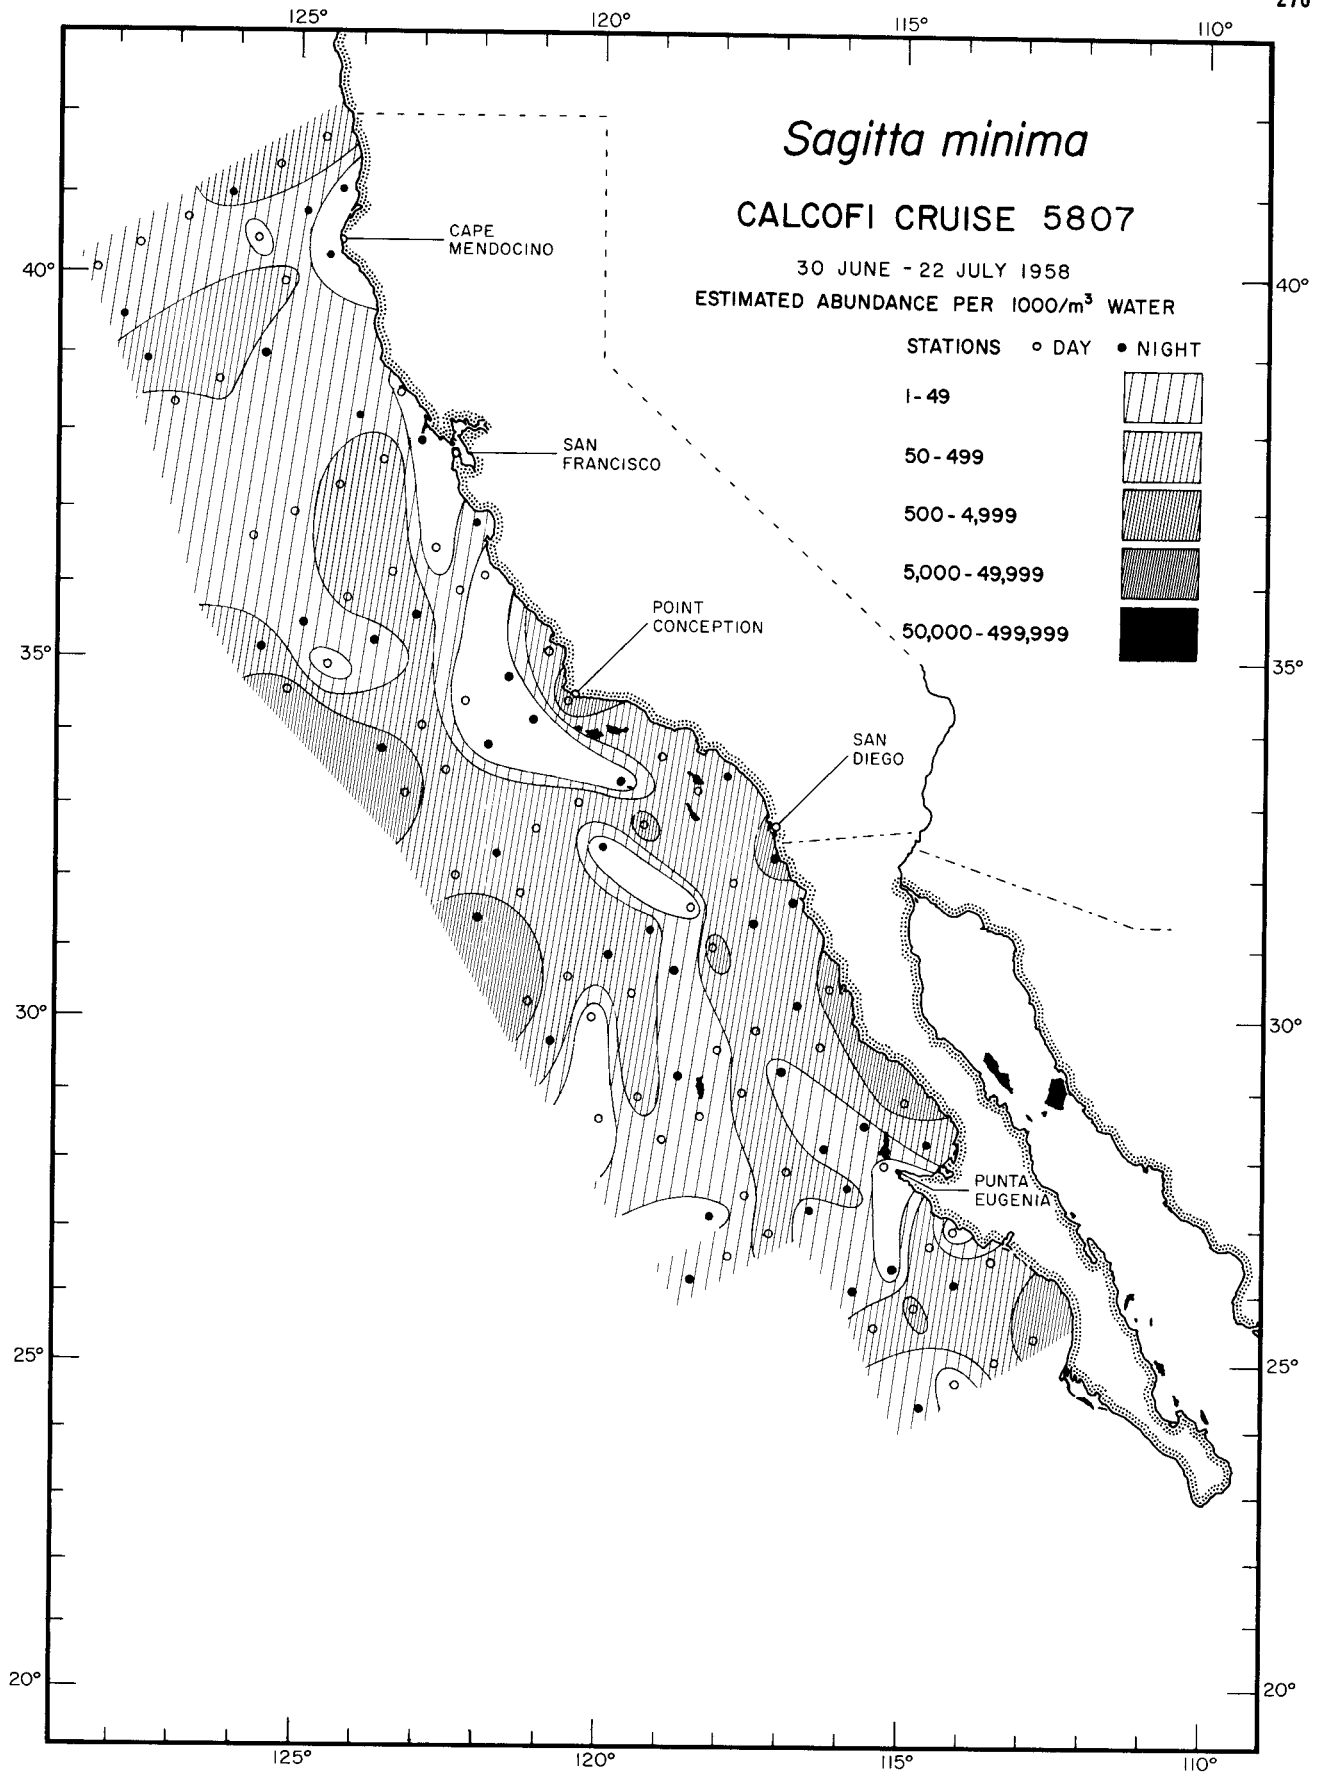 125°
120°
115°
110°
Sagitta minima
CALCOFI CRUISE 5807
30 JUNE - 22 JULY 1958
ESTIMATED ABUNDANCE PER 1000/m³ WATER
STATIONS ○ DAY ● NIGHT
1-49
50-499
500-4,999
5,000-49,999
50,000-499,999
CAPE
MENDOCINO
SAN
FRANCISCO
POINT
CONCEPTION
SAN
DIEGO
PUNTA
EUGENIA
40°
40°
35°
35°
30°
30°
25°
25°
20°
20°
125°
120°
115°
110°